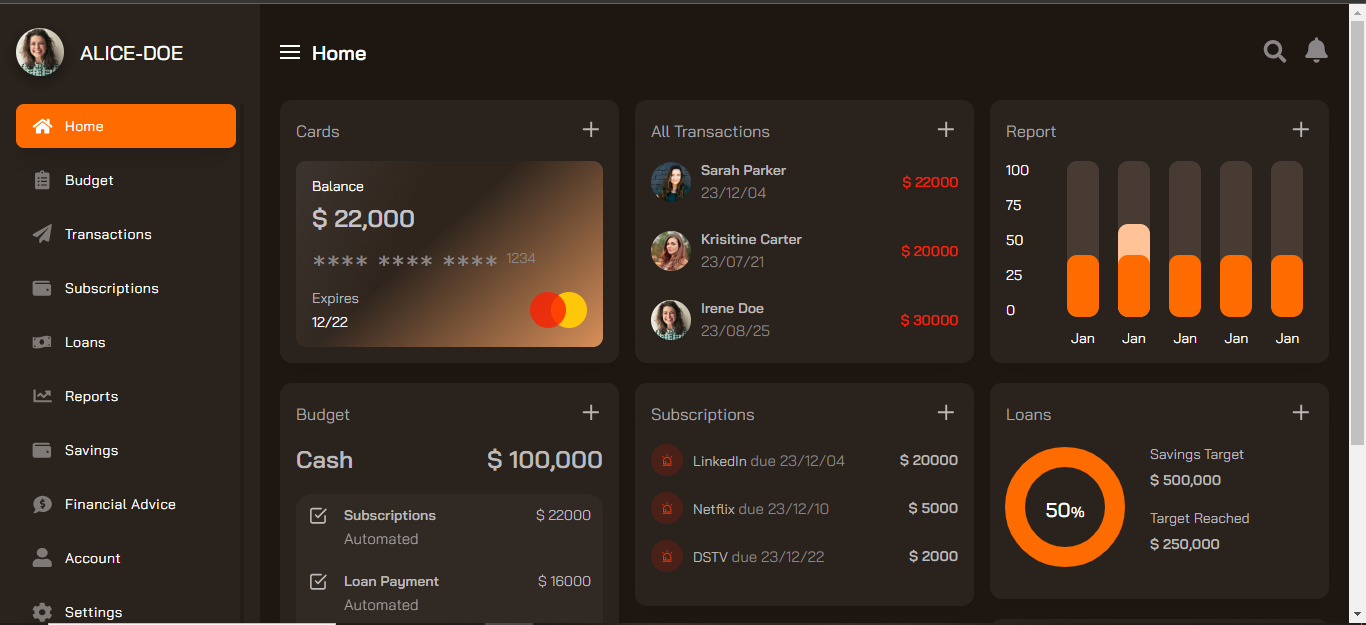 ALICE-DOE
Home
Budget
Transactions
Subscriptions
Loans
Reports
Savings
Financial Advice
Account
Settings
Home
Cards
Balance
$ 22,000
**** **** **** 1234
Expires
12/22
All Transactions
Sarah Parker
23/12/04
$ 22000
Krisitine Carter
23/07/21
$ 20000
Irene Doe
23/08/25
$ 30000
Report
100
75
50
25
0
Jan Jan Jan Jan Jan
Budget
Cash $ 100,000
Subscriptions $ 22000
Automated
Loan Payment $ 16000
Automated
Subscriptions
LinkedIn due 23/12/04 $ 20000
Netflix due 23/12/10 $ 5000
DSTV due 23/12/22 $ 2000
Loans
50%
Savings Target
$ 500,000
Target Reached
$ 250,000